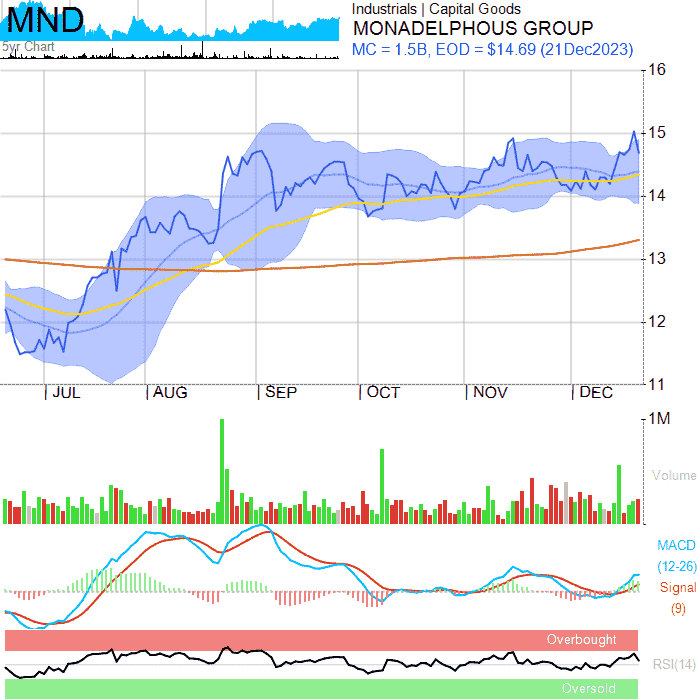 MND
5yr Chart
Industrials | Capital Goods
MONADELPHOUS GROUP
MC = 1.5B, EOD = $14.69 (21Dec2023)
16
15
14
13
12
11
JUL AUG SEP OCT NOV DEC
1M
Volume
MACD
(12-26)
Signal
(9)
Overbought
RSI(14)
Oversold